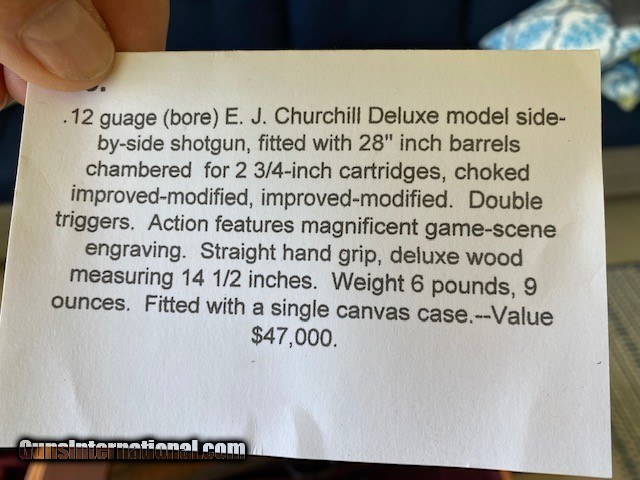 .12 guage (bore) E. J. Churchill Deluxe model side-
by-side shotgun, fitted with 28" inch barrels
chambered for 2 3/4-inch cartridges, choked
improved-modified, improved-modified. Double
triggers. Action features magnificent game-scene
engraving. Straight hand grip, deluxe wood
measuring 14 1/2 inches. Weight 6 pounds, 9
ounces. Fitted with a single canvas case.--Value
$47,000.
GunsInternational.com